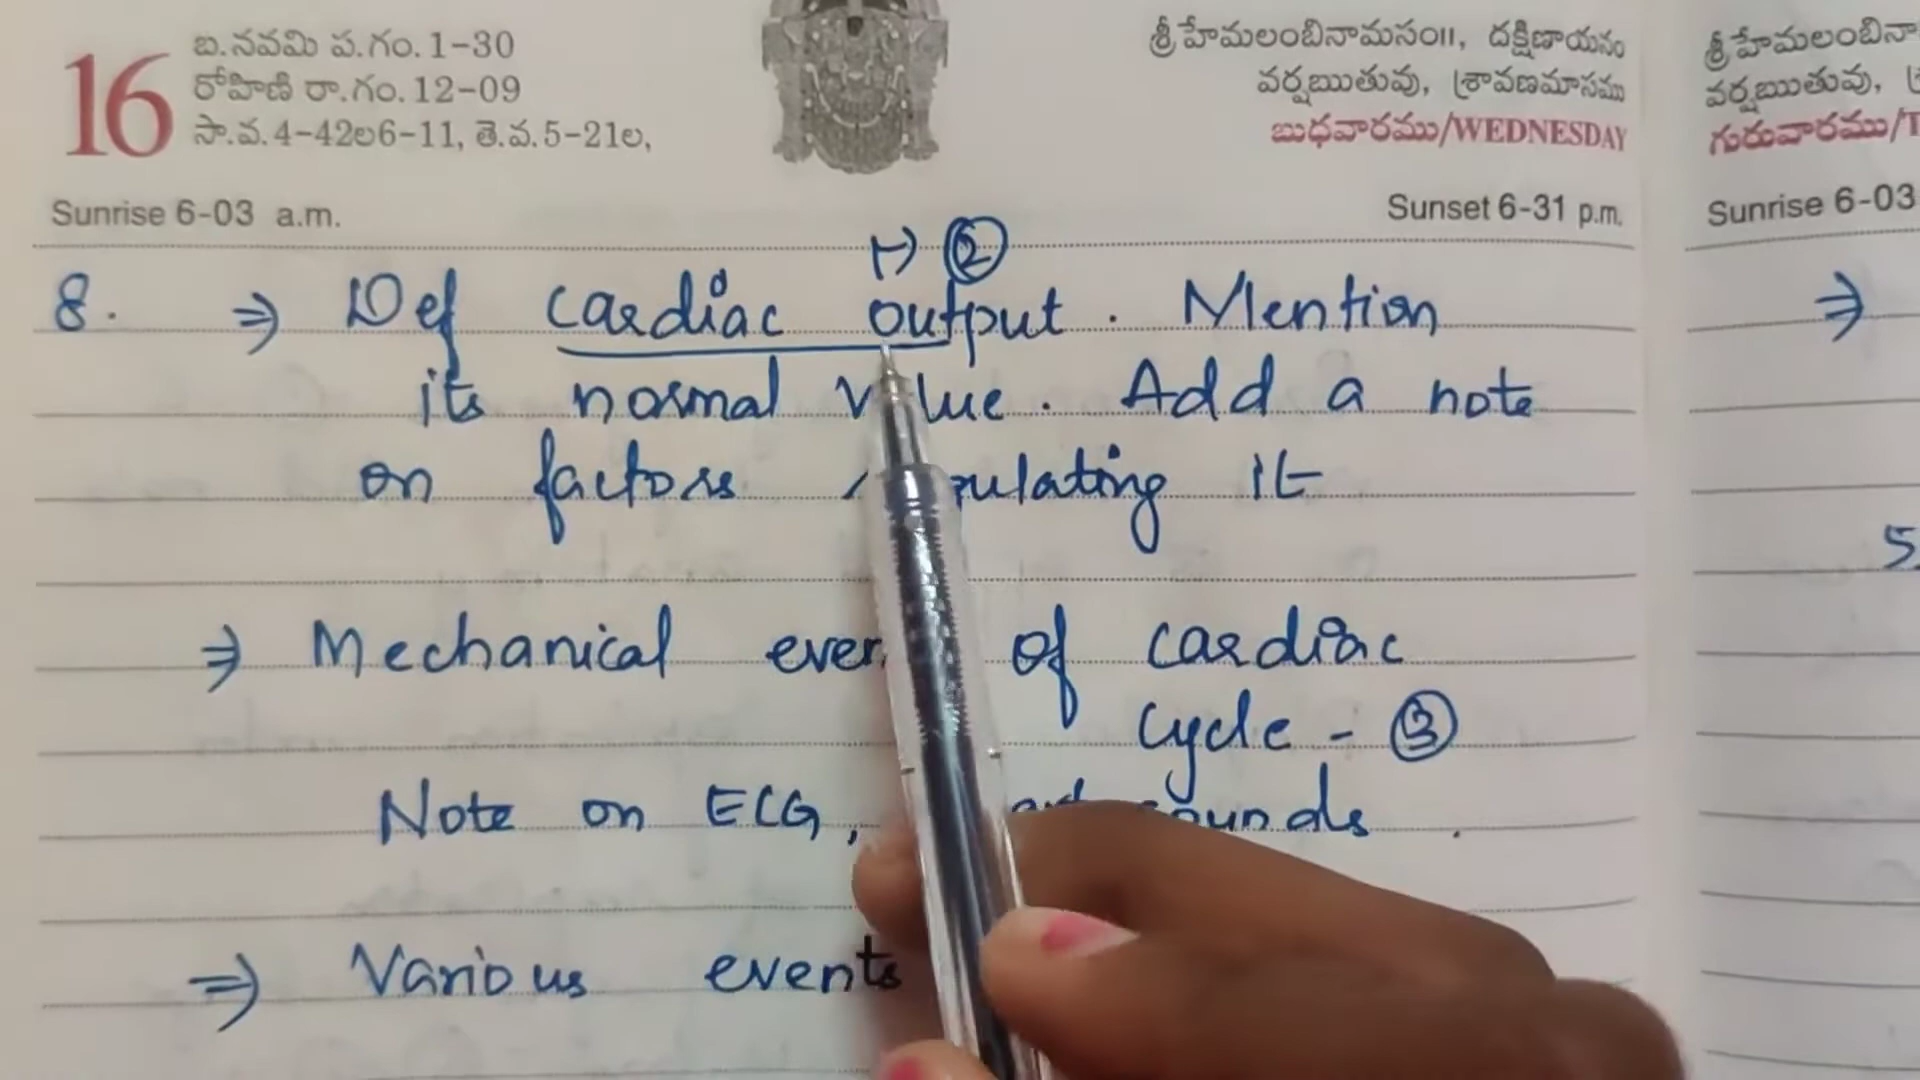 16
బ.నవమి ప.గం. 1-30
రోహిణి రా.గం. 12-09
సా.వ. 4-42ల6-11, తె.వ.5-21ల,
శ్రీ హేమలంబినామసం॥, దక్షిణాయనం
వర్షఋతువు, శ్రావణమాసము
బుధవారము/WEDNESDAY
Sunrise 6-03 a.m.
Sunset 6-31 p.m.
②
8. ⇒ Def cardiac output. Mention
its normal value. Add a note
on factors it
⇒ Mechanical of cardiac
cycle - ③
Note on ECG,
⇒ Various events
శ్రీ హేమలంబినా
వర్షఋతువు,
గురువారము/T
Sunrise 6-03
⇒
5.